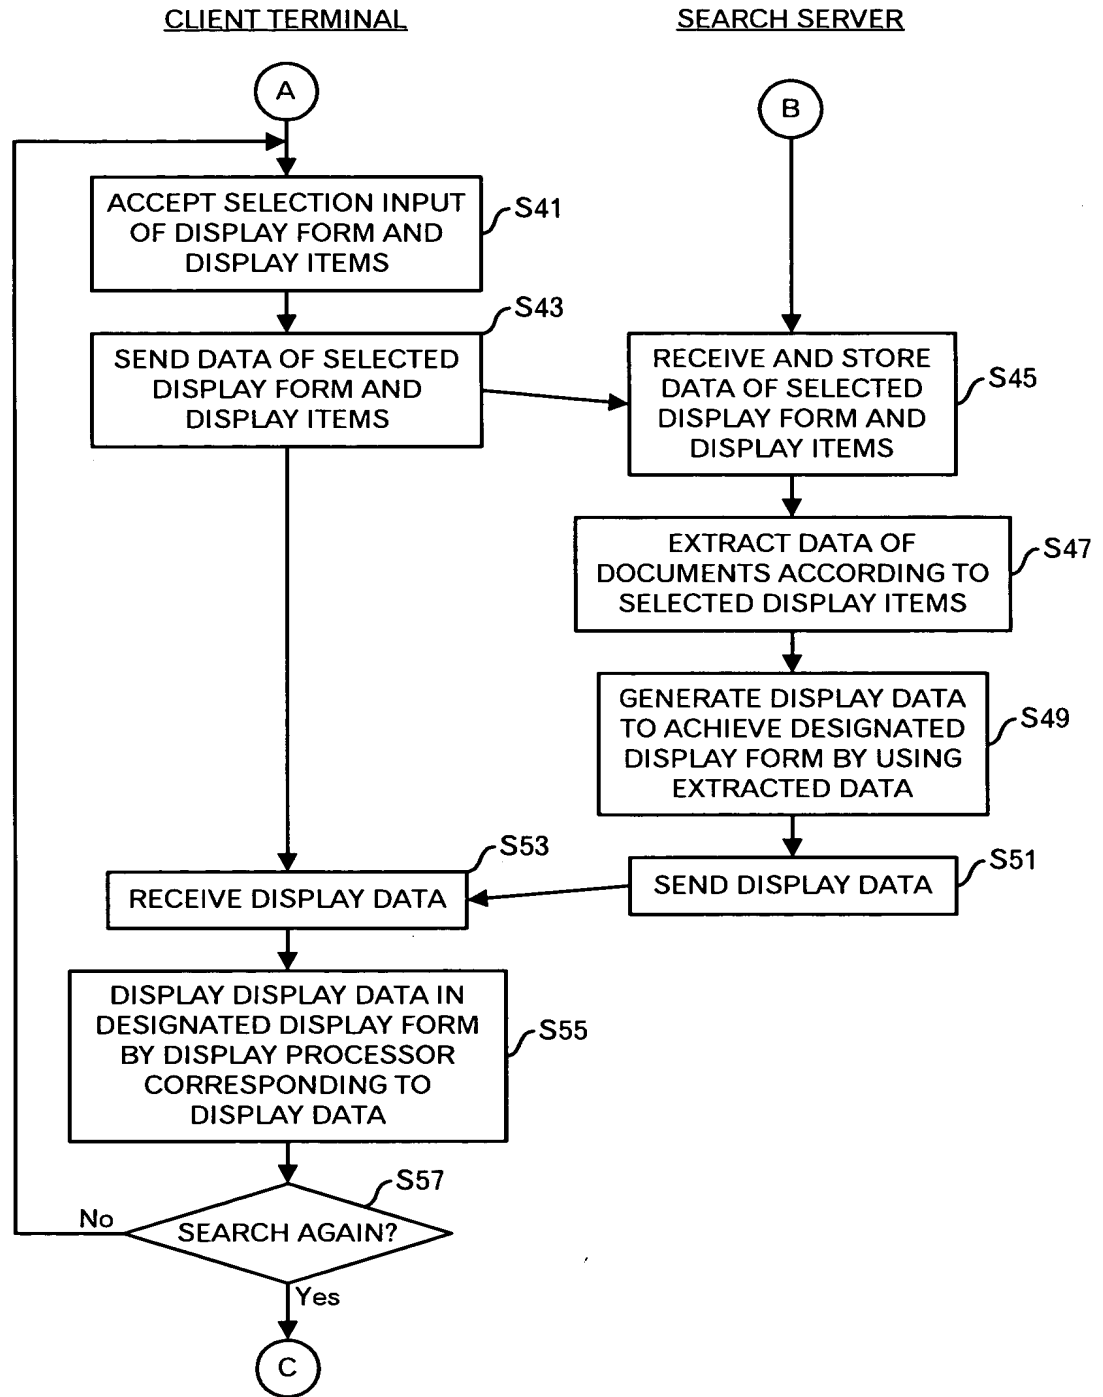 CLIENT TERMINAL
SEARCH SERVER
A
B
ACCEPT SELECTION INPUT
OF DISPLAY FORM AND
DISPLAY ITEMS
S41
SEND DATA OF SELECTED
DISPLAY FORM AND
DISPLAY ITEMS
S43
RECEIVE AND STORE
DATA OF SELECTED
DISPLAY FORM AND
DISPLAY ITEMS
S45
EXTRACT DATA OF
DOCUMENTS ACCORDING TO
SELECTED DISPLAY ITEMS
S47
GENERATE DISPLAY DATA
TO ACHIEVE DESIGNATED
DISPLAY FORM BY USING
EXTRACTED DATA
S49
SEND DISPLAY DATA
S51
RECEIVE DISPLAY DATA
S53
DISPLAY DISPLAY DATA IN
DESIGNATED DISPLAY FORM
BY DISPLAY PROCESSOR
CORRESPONDING TO
DISPLAY DATA
S55
SEARCH AGAIN?
S57
No
Yes
C